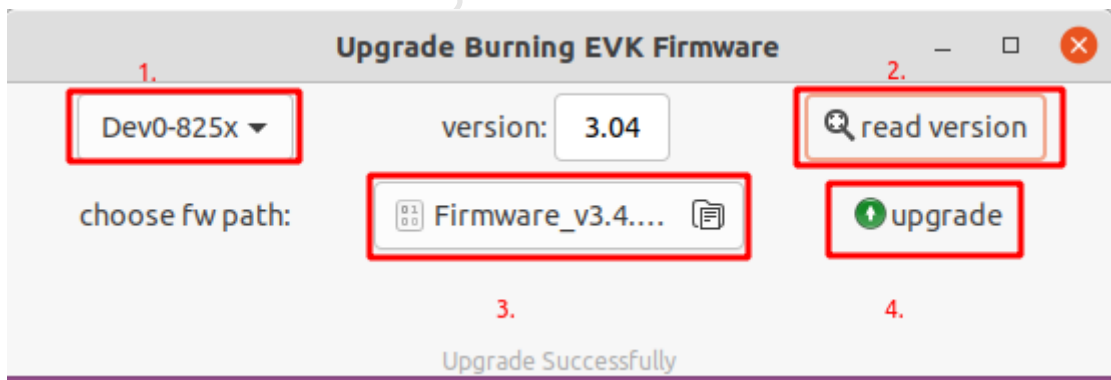 Upgrade Burning EVK Firmware
1.
2.
Dev0-825x
version:
3.04
read version
choose fw path:
Firmware_v3.4....
upgrade
3.
4.
Upgrade Successfully